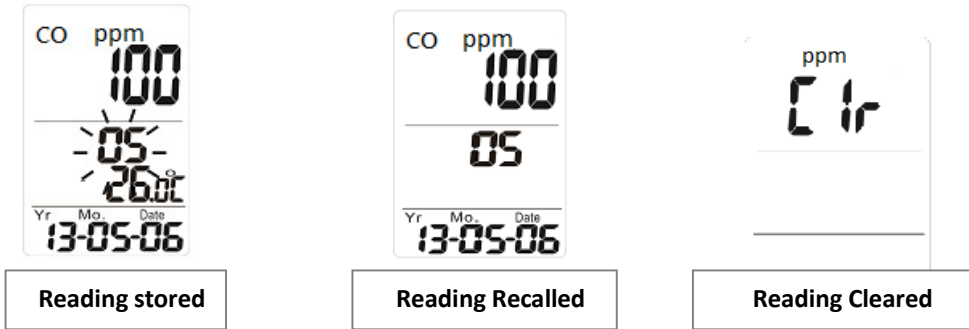 CO ppm
100
05
26.0°C
Yr Mo. Date
13-05-06
Reading stored
CO ppm
100
05
Yr Mo. Date
13-05-06
Reading Recalled
ppm
Clr
Reading Cleared